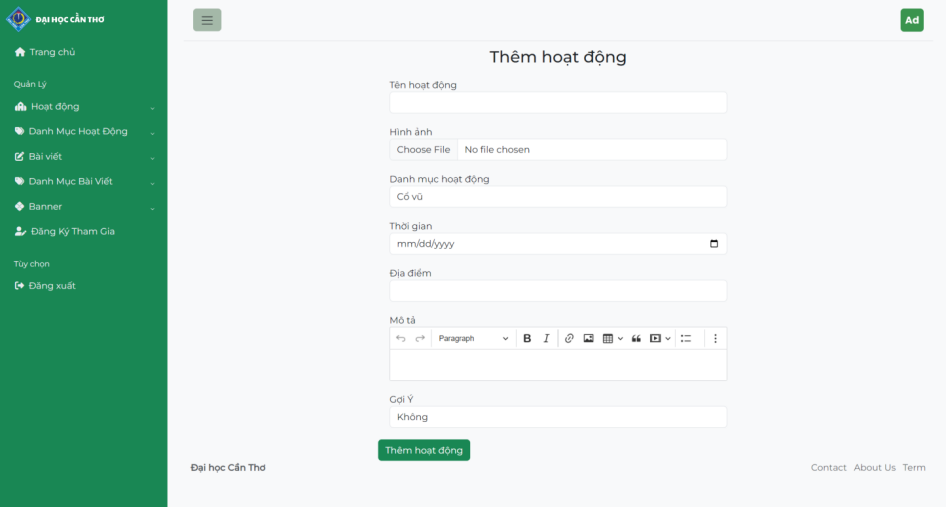 ĐẠI HỌC CẦN THƠ
Ad
Trang chủ
Quản Lý
Hoạt động
Danh Mục Hoạt Động
Bài viết
Danh Mục Bài Viết
Banner
Đăng Ký Tham Gia
Tùy chọn
Đăng xuất
Thêm hoạt động
Tên hoạt động
Hình ảnh
Choose File No file chosen
Danh mục hoạt động
Cổ vũ
Thời gian
mm/dd/yyyy
Địa điểm
Mô tả
Paragraph B I
Gợi Ý
Không
Thêm hoạt động
Đại học Cần Thơ
Contact About Us Term